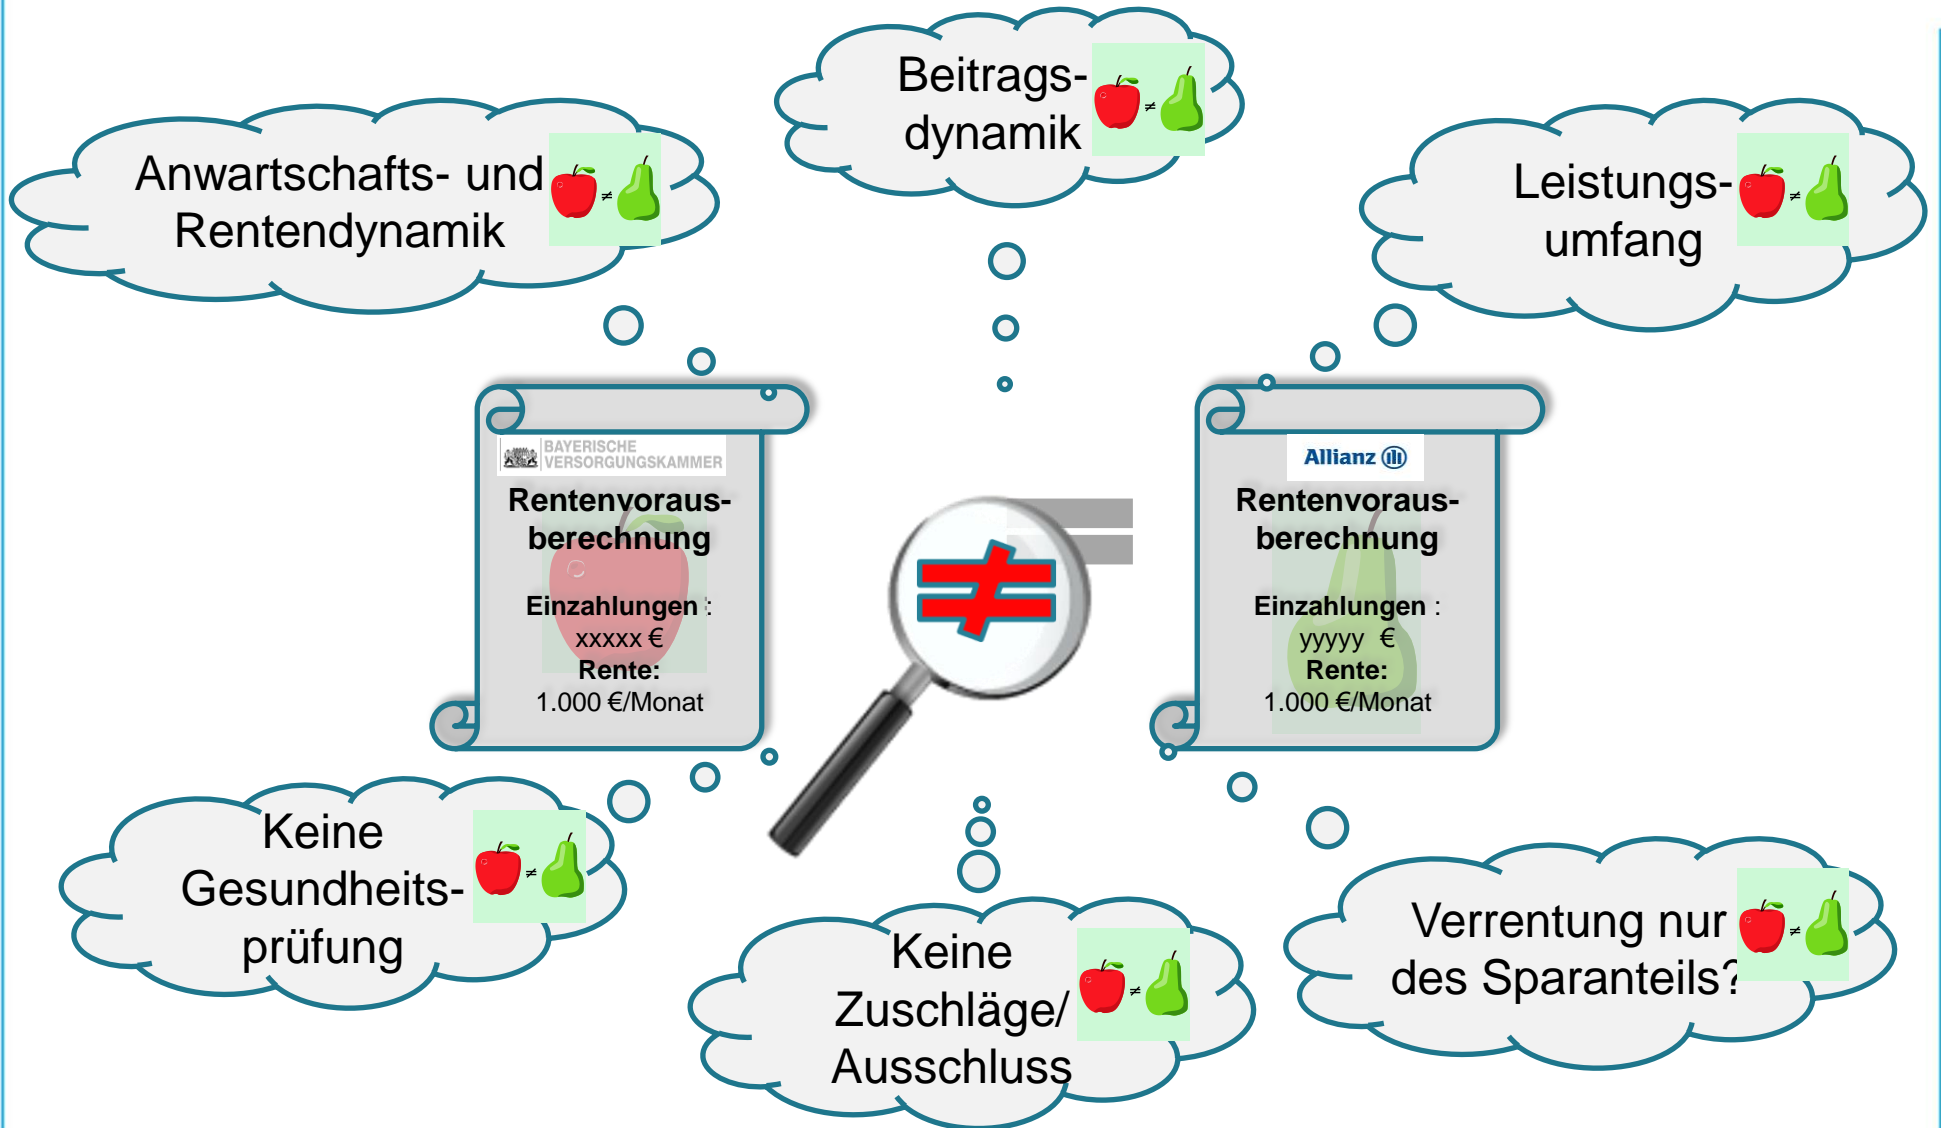 Beitrags-
dynamik
≠
Anwartschafts- und
Rentendynamik
≠
Leistungs-
umfang
≠
BAYERISCHE
VERSORGUNGSKAMMER
Rentenvoraus-
berechnung
Einzahlungen :
xxxxx €
Rente:
1.000 €/Monat
≠
Allianz
Rentenvoraus-
berechnung
Einzahlungen :
yyyyy €
Rente:
1.000 €/Monat
Keine
Gesundheits-
prüfung
≠
Keine
Zuschläge/
Ausschluss
≠
Verrentung nur
des Sparanteils?
≠